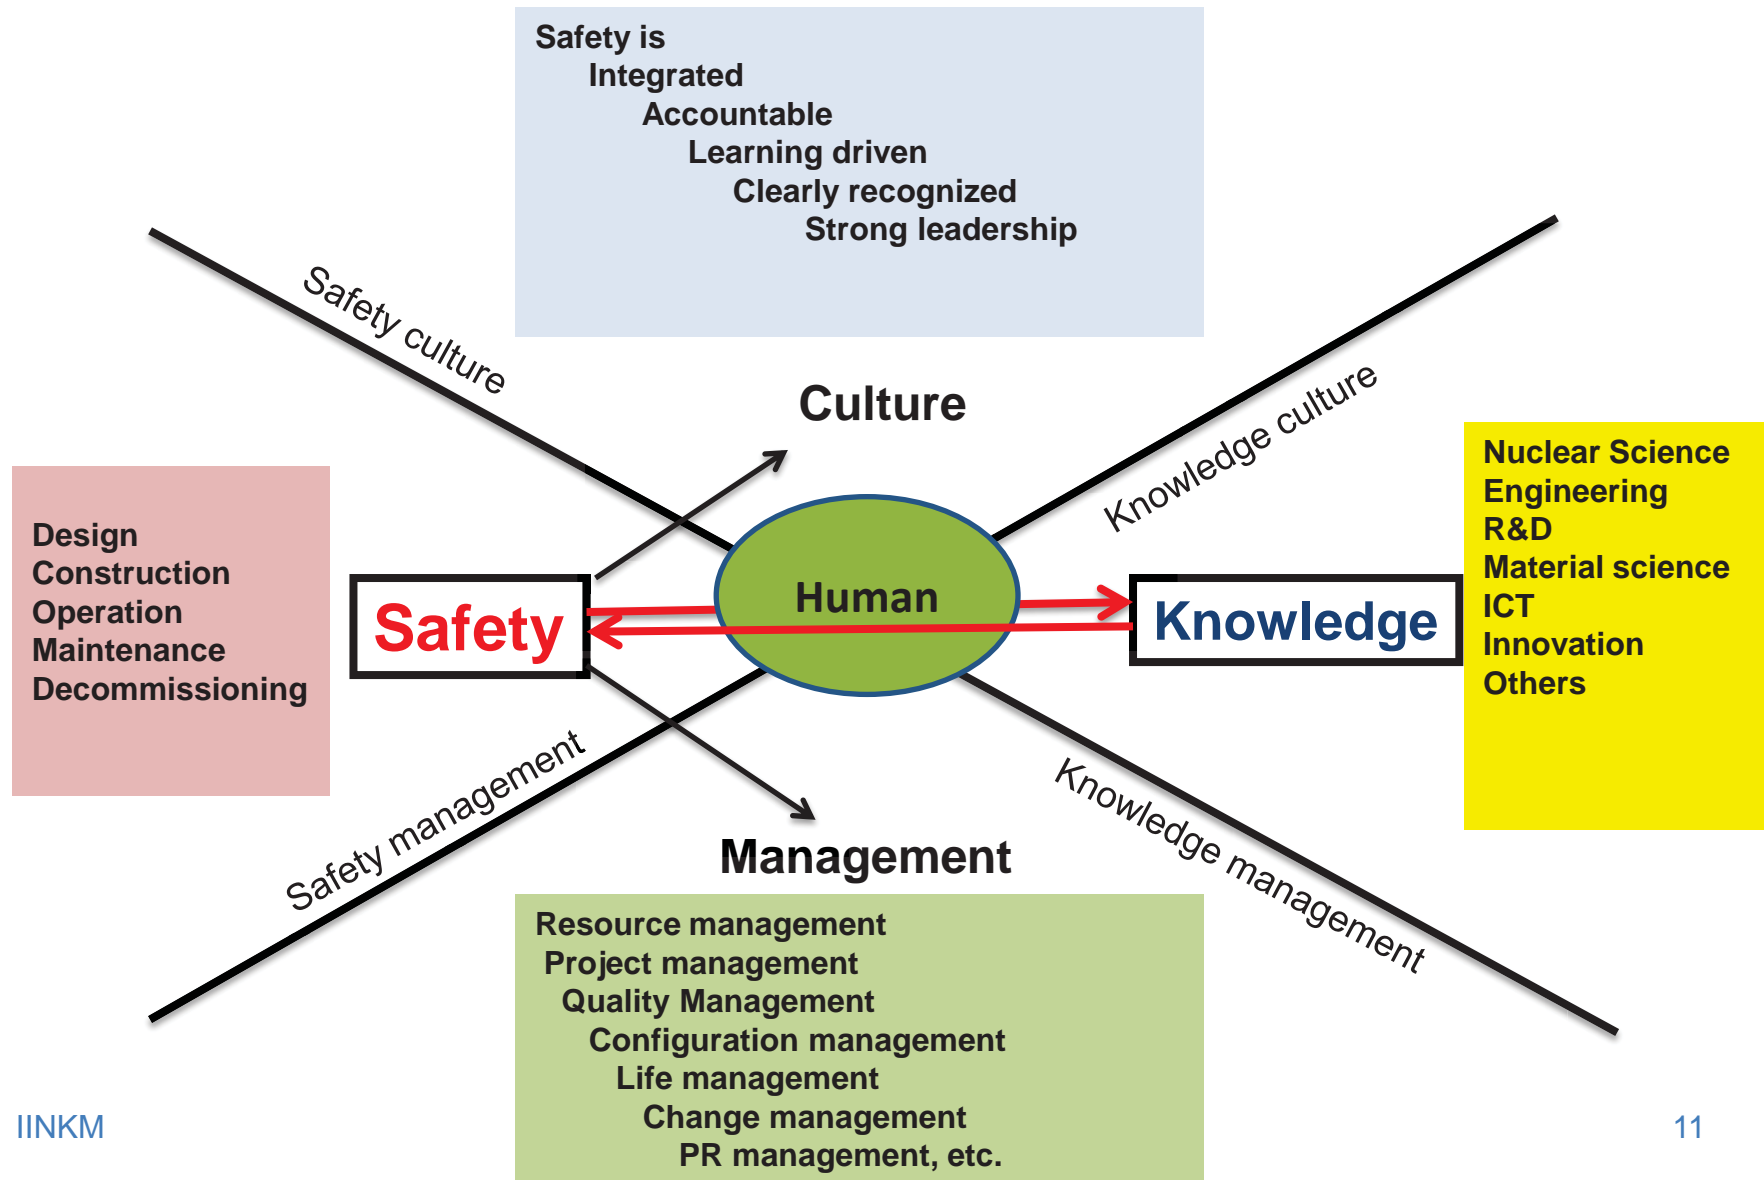 Safety is
Integrated
Accountable
Learning driven
Clearly recognized
Strong leadership
Safety culture
Knowledge culture
Culture
Design
Construction
Operation
Maintenance
Decommissioning
Safety
Human
Knowledge
Nuclear Science
Engineering
R&D
Material science
ICT
Innovation
Others
Safety management
Knowledge management
Management
Resource management
Project management
Quality Management
Configuration management
Life management
Change management
PR management, etc.
IINKM
11